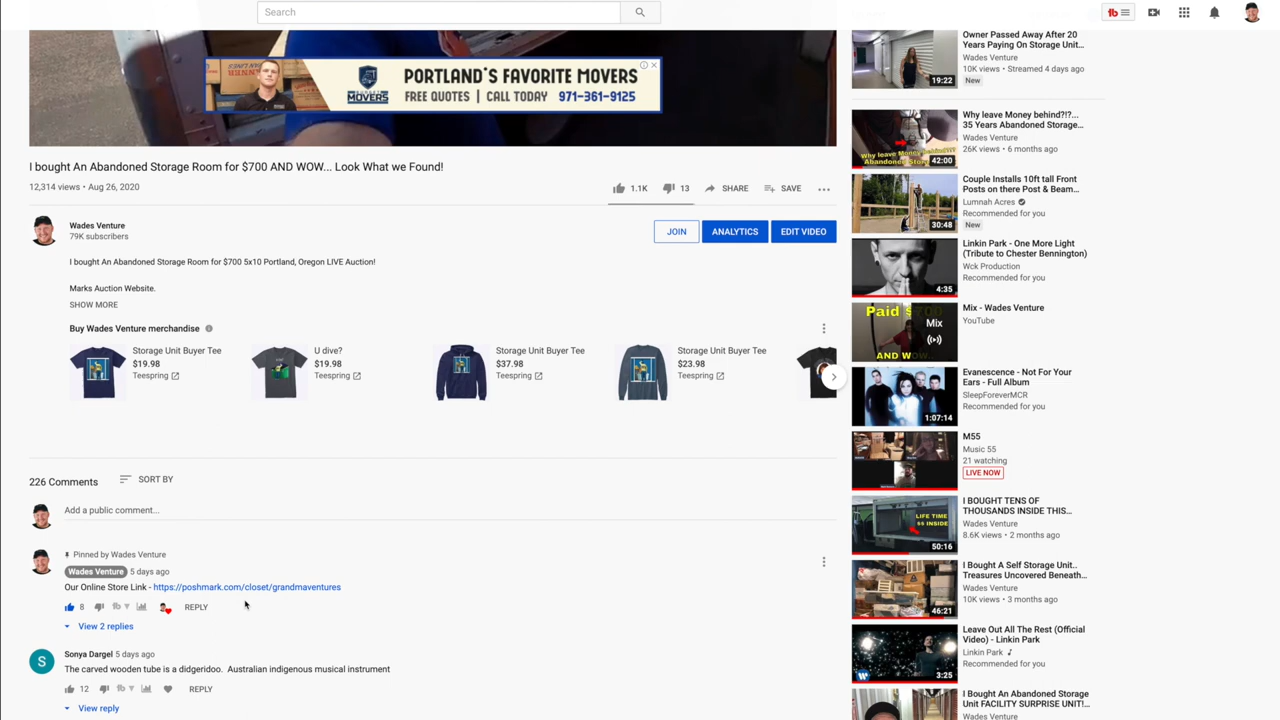 Search
PORTLAND'S FAVORITE MOVERS
FREE QUOTES | CALL TODAY 971-361-9125
MOVERS
I bought An Abandoned Storage Room for $700 AND WOW... Look What we Found!
12,314 views • Aug 26, 2020
1.1K
13
SHARE
SAVE
Wades Venture
79K subscribers
JOIN
ANALYTICS
EDIT VIDEO
I bought An Abandoned Storage Room for $700 5x10 Portland, Oregon LIVE Auction!
Marks Auction Website.
SHOW MORE
Buy Wades Venture merchandise
Storage Unit Buyer Tee
$19.98
Teespring
U dive?
$19.98
Teespring
Storage Unit Buyer Tee
$37.98
Teespring
Storage Unit Buyer Tee
$23.98
Teespring
226 Comments
SORT BY
Add a public comment...
Pinned by Wades Venture
Wades Venture 5 days ago
Our Online Store Link - https://poshmark.com/closet/grandmaventures
8
REPLY
View 2 replies
S
Sonya Dargel 5 days ago
The carved wooden tube is a didgeridoo. Australian indigenous musical instrument
12
REPLY
View reply
Owner Passed Away After 20
Years Paying On Storage Unit...
Wades Venture
10K views • Streamed 4 days ago
New
19:22
Why leave Money behind?!?...
35 Years Abandoned Storage...
Wades Venture
26K views • 6 months ago
Why leave Money behind?!?
42:00
Couple Installs 10ft tall Front
Posts on there Post & Beam...
Lumnah Acres
Recommended for you
New
30:48
Linkin Park - One More Light
(Tribute to Chester Bennington)
Wck Production
Recommended for you
4:35
Mix - Wades Venture
YouTube
Paid $700
Mix
AND WOW...
Evanescence - Not For Your
Ears - Full Album
SleepForeverMCR
Recommended for you
1:07:14
M55
Music 55
21 watching
LIVE NOW
I BOUGHT TENS OF
THOUSANDS INSIDE THIS...
Wades Venture
8.6K views • 2 months ago
LIFE TIME
$$ INSIDE
50:16
I Bought A Self Storage Unit..
Treasures Uncovered Beneath...
Wades Venture
10K views • 3 months ago
46:21
Leave Out All The Rest (Official
Video) - Linkin Park
Linkin Park
Recommended for you
3:25
I Bought An Abandoned Storage
Unit FACILITY SURPRISE UNIT!...
Wades Venture